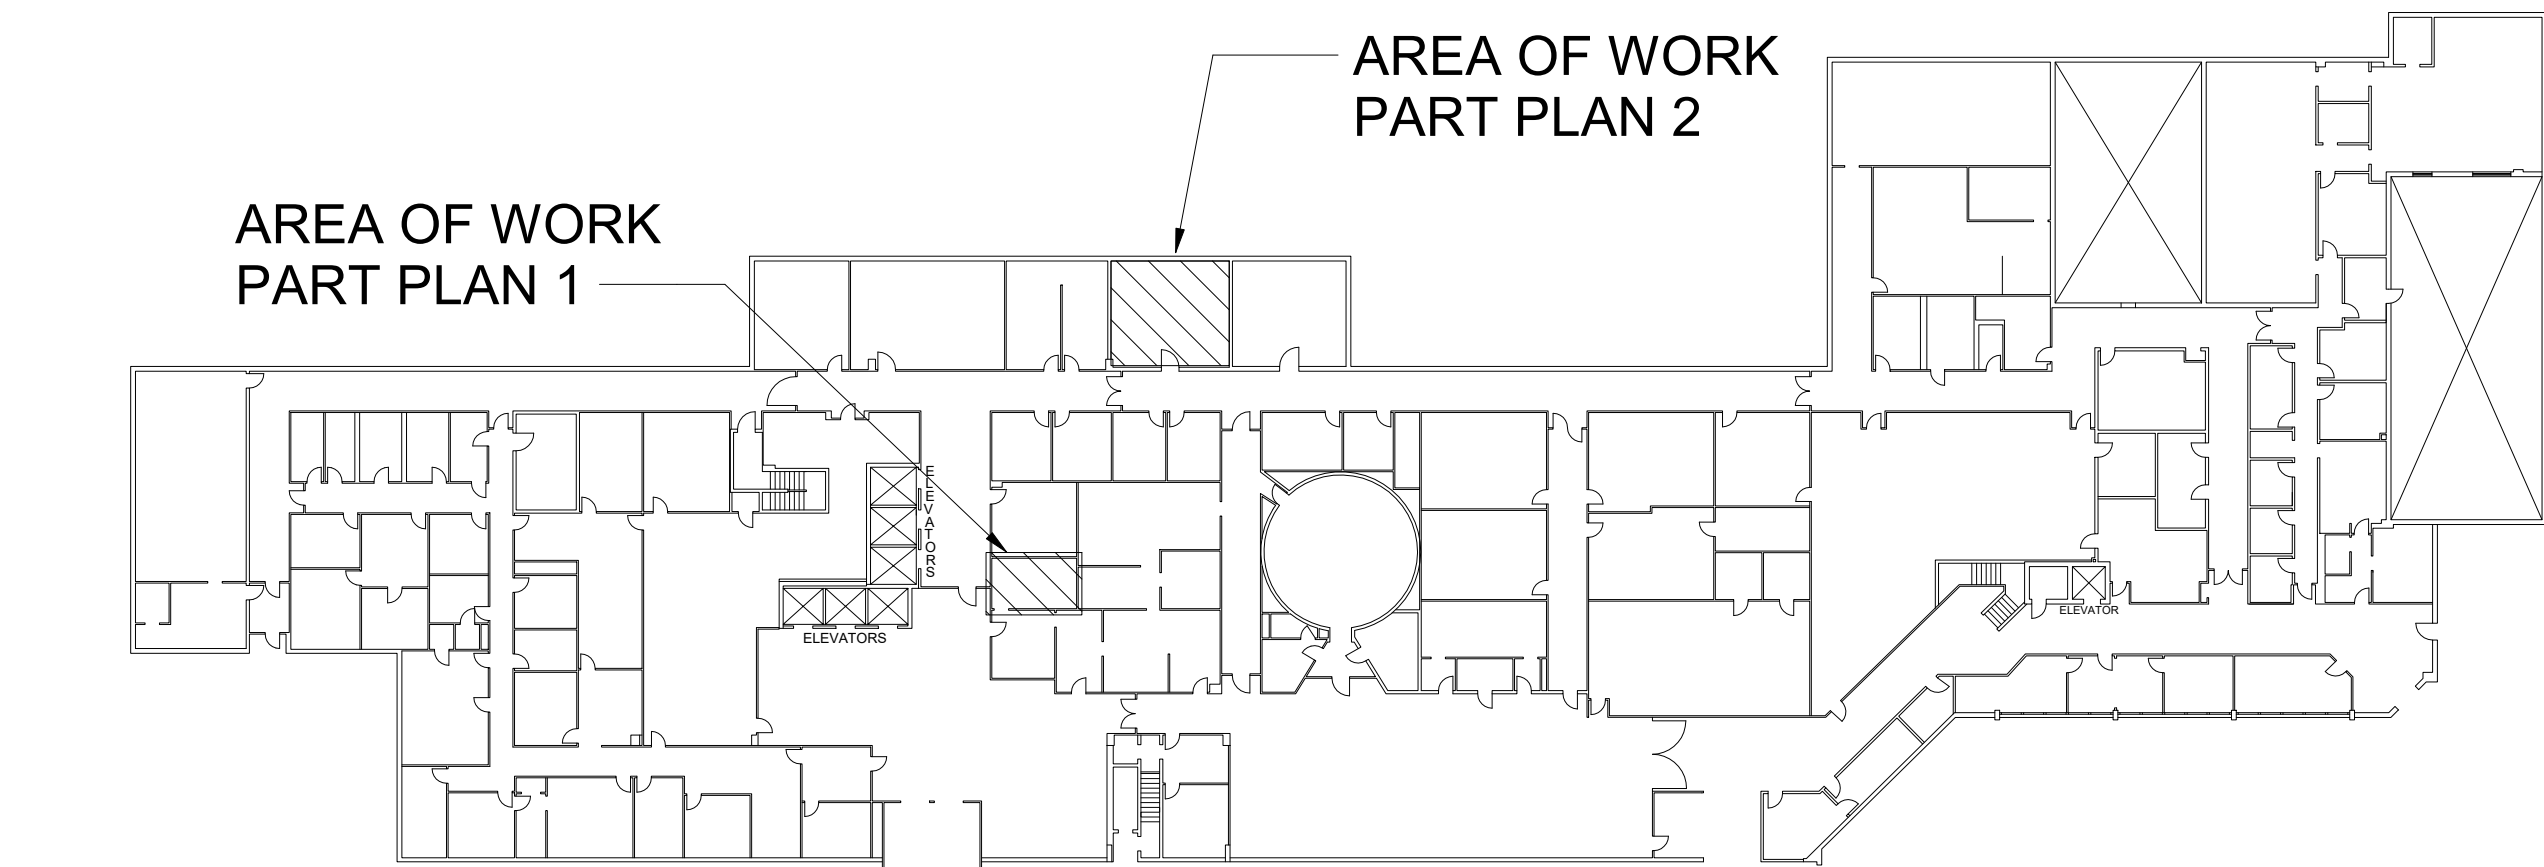 AREA OF WORK
PART PLAN 2
AREA OF WORK
PART PLAN 1
ELEVATORS
ELEVATORS
ELEVATOR